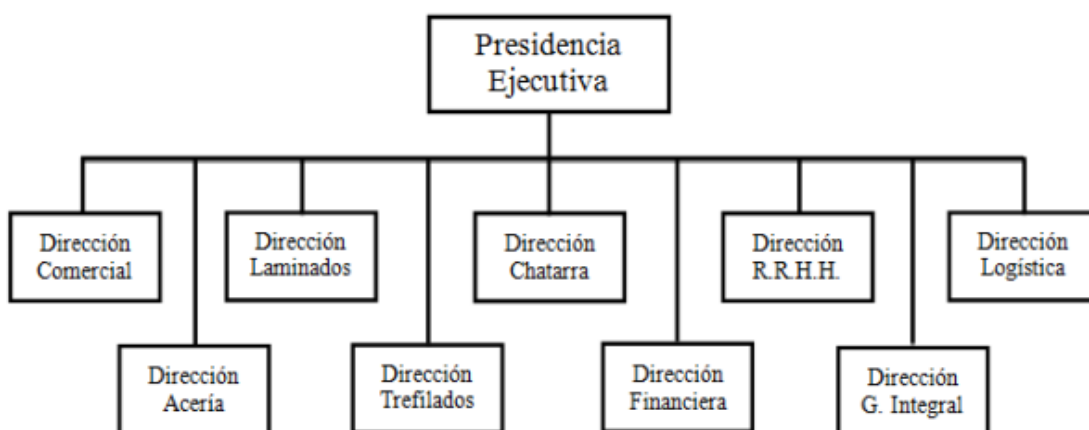 Presidencia
Ejecutiva
Dirección
Comercial
Dirección
Laminados
Dirección
Chatarra
Dirección
R.R.H.H.
Dirección
Logística
Dirección
Acería
Dirección
Trefilados
Dirección
Financiera
Dirección
G. Integral